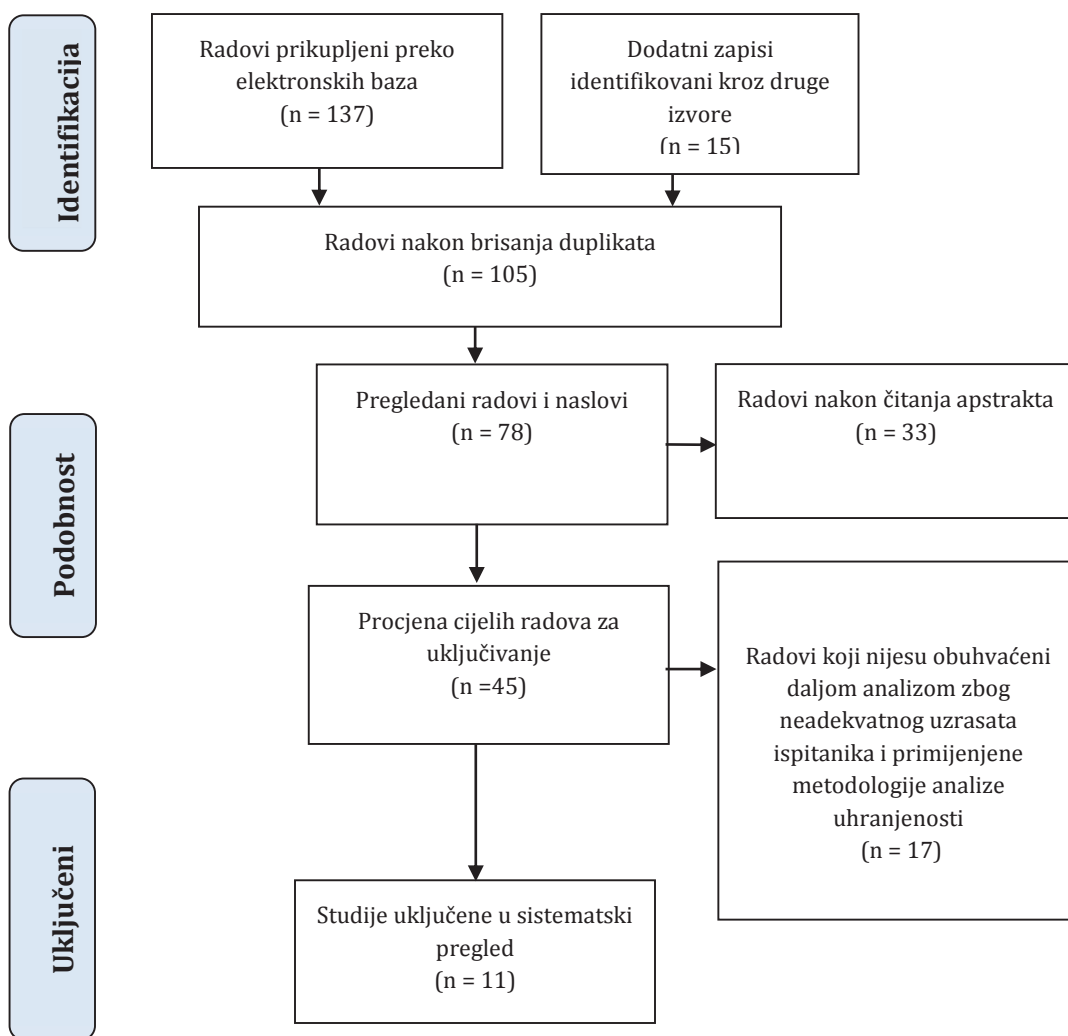 Identifikacija
Radovi prikupljeni preko
elektronskih baza
(n = 137)
Dodatni zapisi
identifikovani kroz druge
izvore
(n = 15)
Radovi nakon brisanja duplikata
(n = 105)
Podobnost
Pregledani radovi i naslovi
(n = 78)
Radovi nakon čitanja apstrakta
(n = 33)
Procjena cijelih radova za
uključivanje
(n =45)
Radovi koji nijesu obuhvaćeni
daljom analizom zbog
neadekvatnog uzrasata
ispitanika i primijenjene
metodologije analize
uhranjenosti
(n = 17)
Uključeni
Studije uključene u sistematski
pregled
(n = 11)